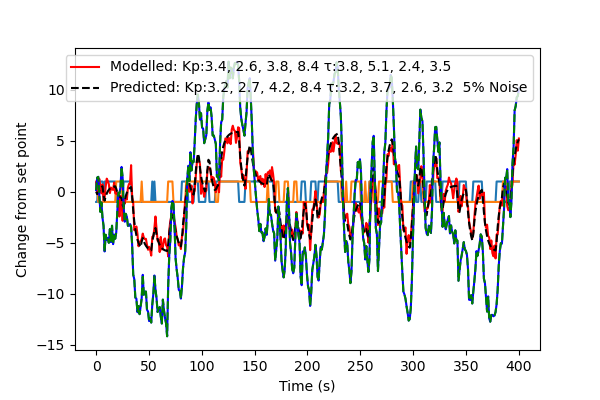 Modelled: Kp:3.4, 2.6, 3.8, 8.4 τ:3.8, 5.1, 2.4, 3.5
Predicted: Kp:3.2, 2.7, 4.2, 8.4 τ:3.2, 3.7, 2.6, 3.2 5% Noise
10
5
0
−5
−10
−15
Change from set point
0 50 100 150 200 250 300 350 400
Time (s)